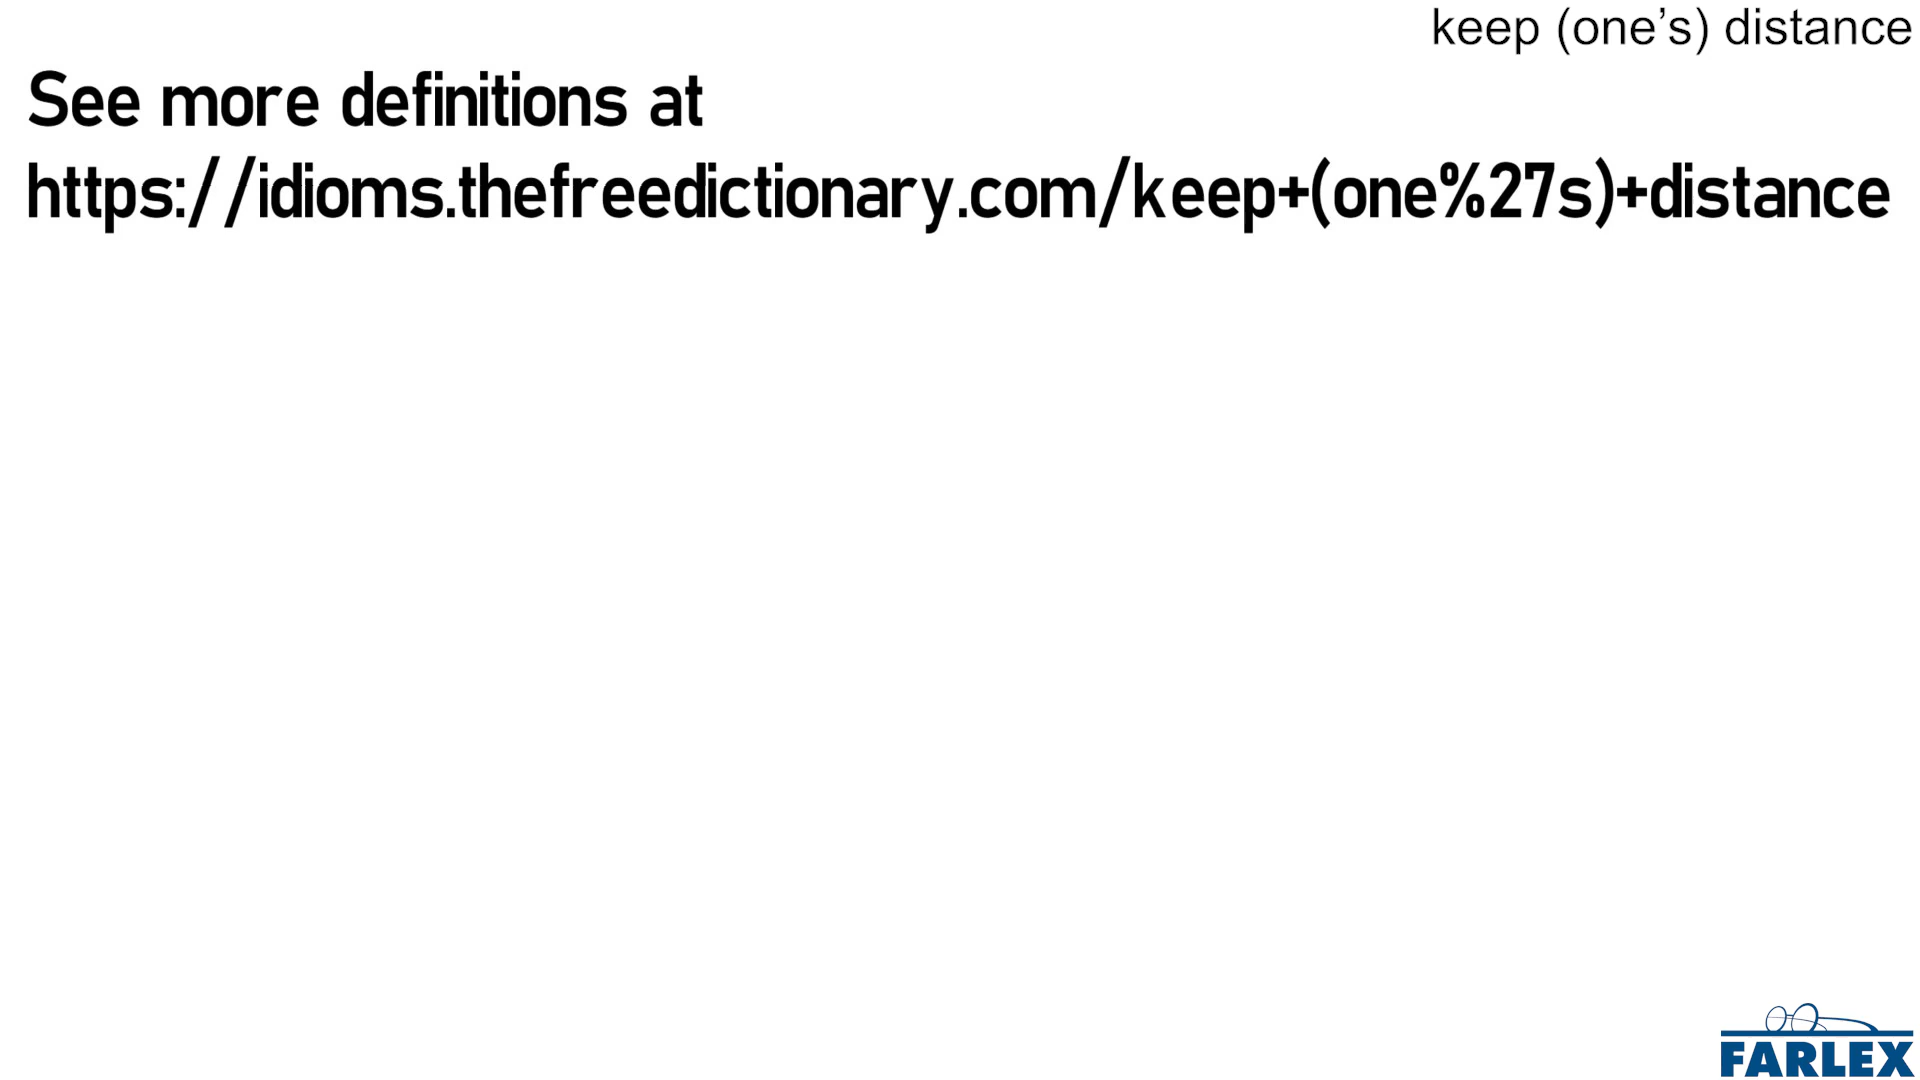 keep (one’s) distance
See more definitions at
https://idioms.thefreedictionary.com/keep+(one%27s)+distance
FARLEX